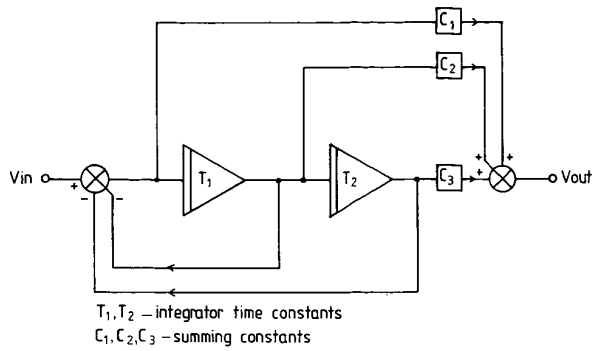 C₁
C₂
Vin
+
−
−
T₁
T₂
C₃
+
+
+
Vout
T₁,T₂ – integrator time constants
C₁,C₂,C₃ – summing constants